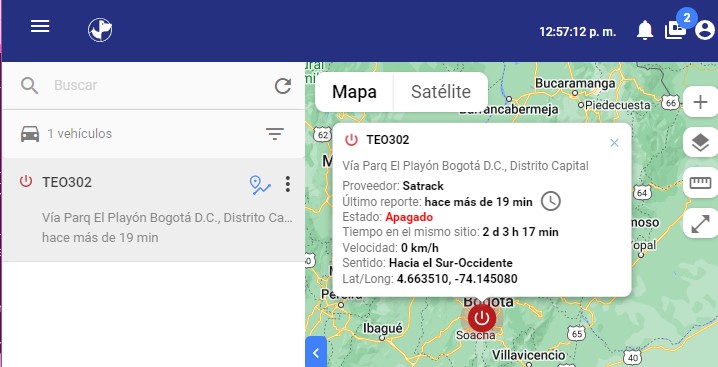 12:57:12 p. m.
2
Buscar
1 vehículos
TEO302
Vía Parq El Playón Bogotá D.C., Distrito Ca...
hace más de 19 min
Mapa
Satélite
Bucaramanga
Barrancabermeja
Piedecuesta
66
62
TEO302
Vía Parq El Playón Bogotá D.C., Distrito Capital
Proveedor: Satrack
Último reporte: hace más de 19 min
Estado: Apagado
Tiempo en el mismo sitio: 2 d 3 h 17 min
Velocidad: 0 km/h
Sentido: Hacia el Sur-Occidente
Lat/Long: 4.663510, -74.145080
66
Pereira
Bogotá
Ibagué
Soacha
65
Villavicencio
40